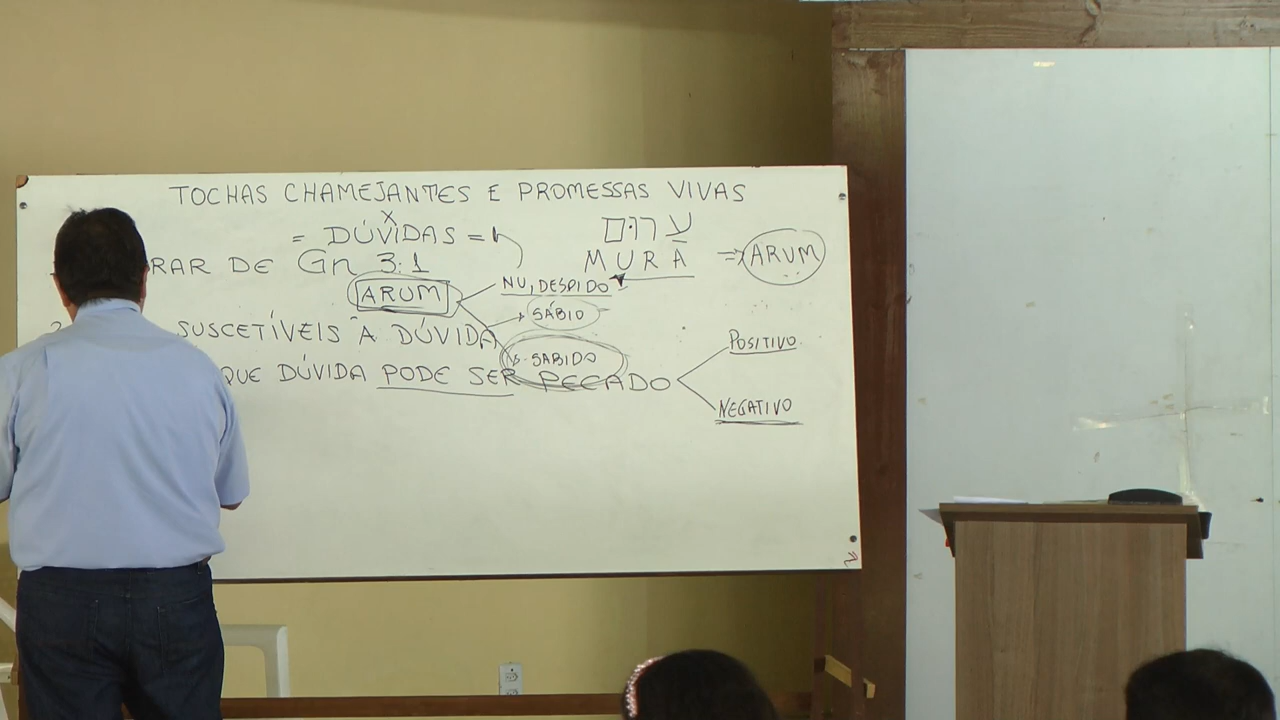 TOCHAS CHAMEJANTES E PROMESSAS VIVAS
= DÚVIDAS =
ערום
RAR DE Gn 3:1
MURA => ARUM
ARUM
NU, DESPIDO
SÁBIO
SUSCETÍVEIS À DÚVIDA
SABIDO
POSITIVO
QUE DÚVIDA PODE SER PECADO
NEGATIVO